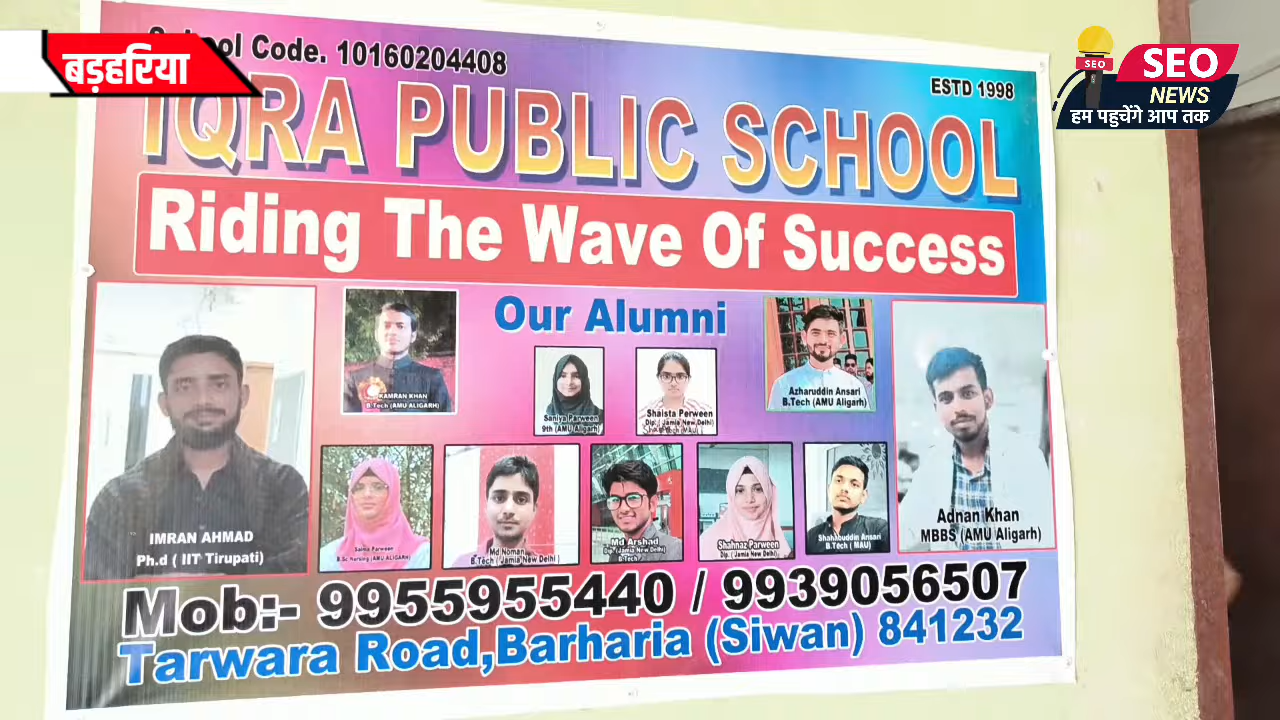 बड़हरिया
School Code. 10160204408
ESTD 1998
SEO
SEO
NEWS
हम पहुचेंगे आप तक
IQRA PUBLIC SCHOOL
Riding The Wave Of Success
Our Alumni
KAMRAN KHAN
B.Tech (AMU ALIGARH)
Saniya Parween
9th (AMU Aligarh)
Shaista Perween
Dip. (Jamia New Delhi)
Azharuddin Ansari
B.Tech (AMU Aligarh)
IMRAN AHMAD
Ph.d ( IIT Tirupati)
Saima Parween
B.Sc Nursing (AMU ALIGARH)
Md Noman
B.Tech ( Jamia New Delhi )
Md Arshad
Dip. (Jamia New Delhi)
B.Tech
Shahnaz Parween
Dip. (Jamia New Delhi)
Shahabuddin Ansari
B.Tech ( MAU)
Adnan Khan
MBBS (AMU Aligarh)
Mob:- 9955955440 / 9939056507
Tarwara Road,Barharia (Siwan) 841232